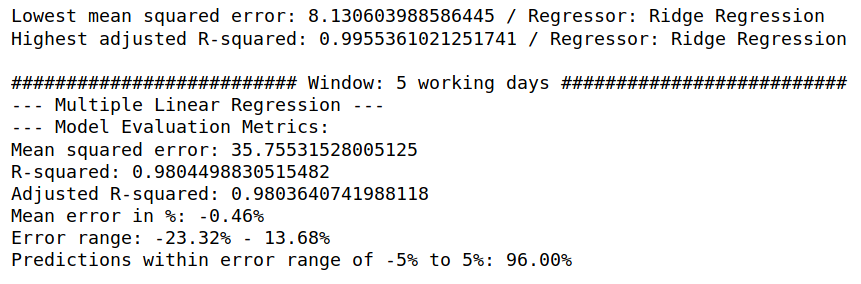 Lowest mean squared error: 8.130603988586445 / Regressor: Ridge Regression
Highest adjusted R-squared: 0.9955361021251741 / Regressor: Ridge Regression
########################## Window: 5 working days ##########################
--- Multiple Linear Regression ---
--- Model Evaluation Metrics:
Mean squared error: 35.75531528005125
R-squared: 0.9804498830515482
Adjusted R-squared: 0.9803640741988118
Mean error in %: -0.46%
Error range: -23.32% - 13.68%
Predictions within error range of -5% to 5%: 96.00%